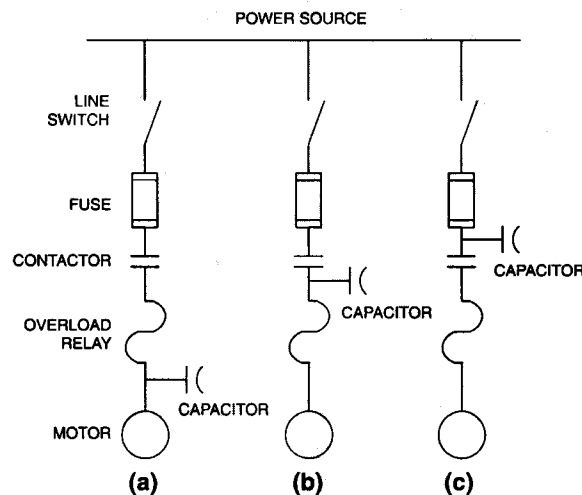 POWER SOURCE
LINE
SWITCH
FUSE
CONTACTOR
CAPACITOR
CAPACITOR
OVERLOAD
RELAY
CAPACITOR
MOTOR
(a) (b) (c)